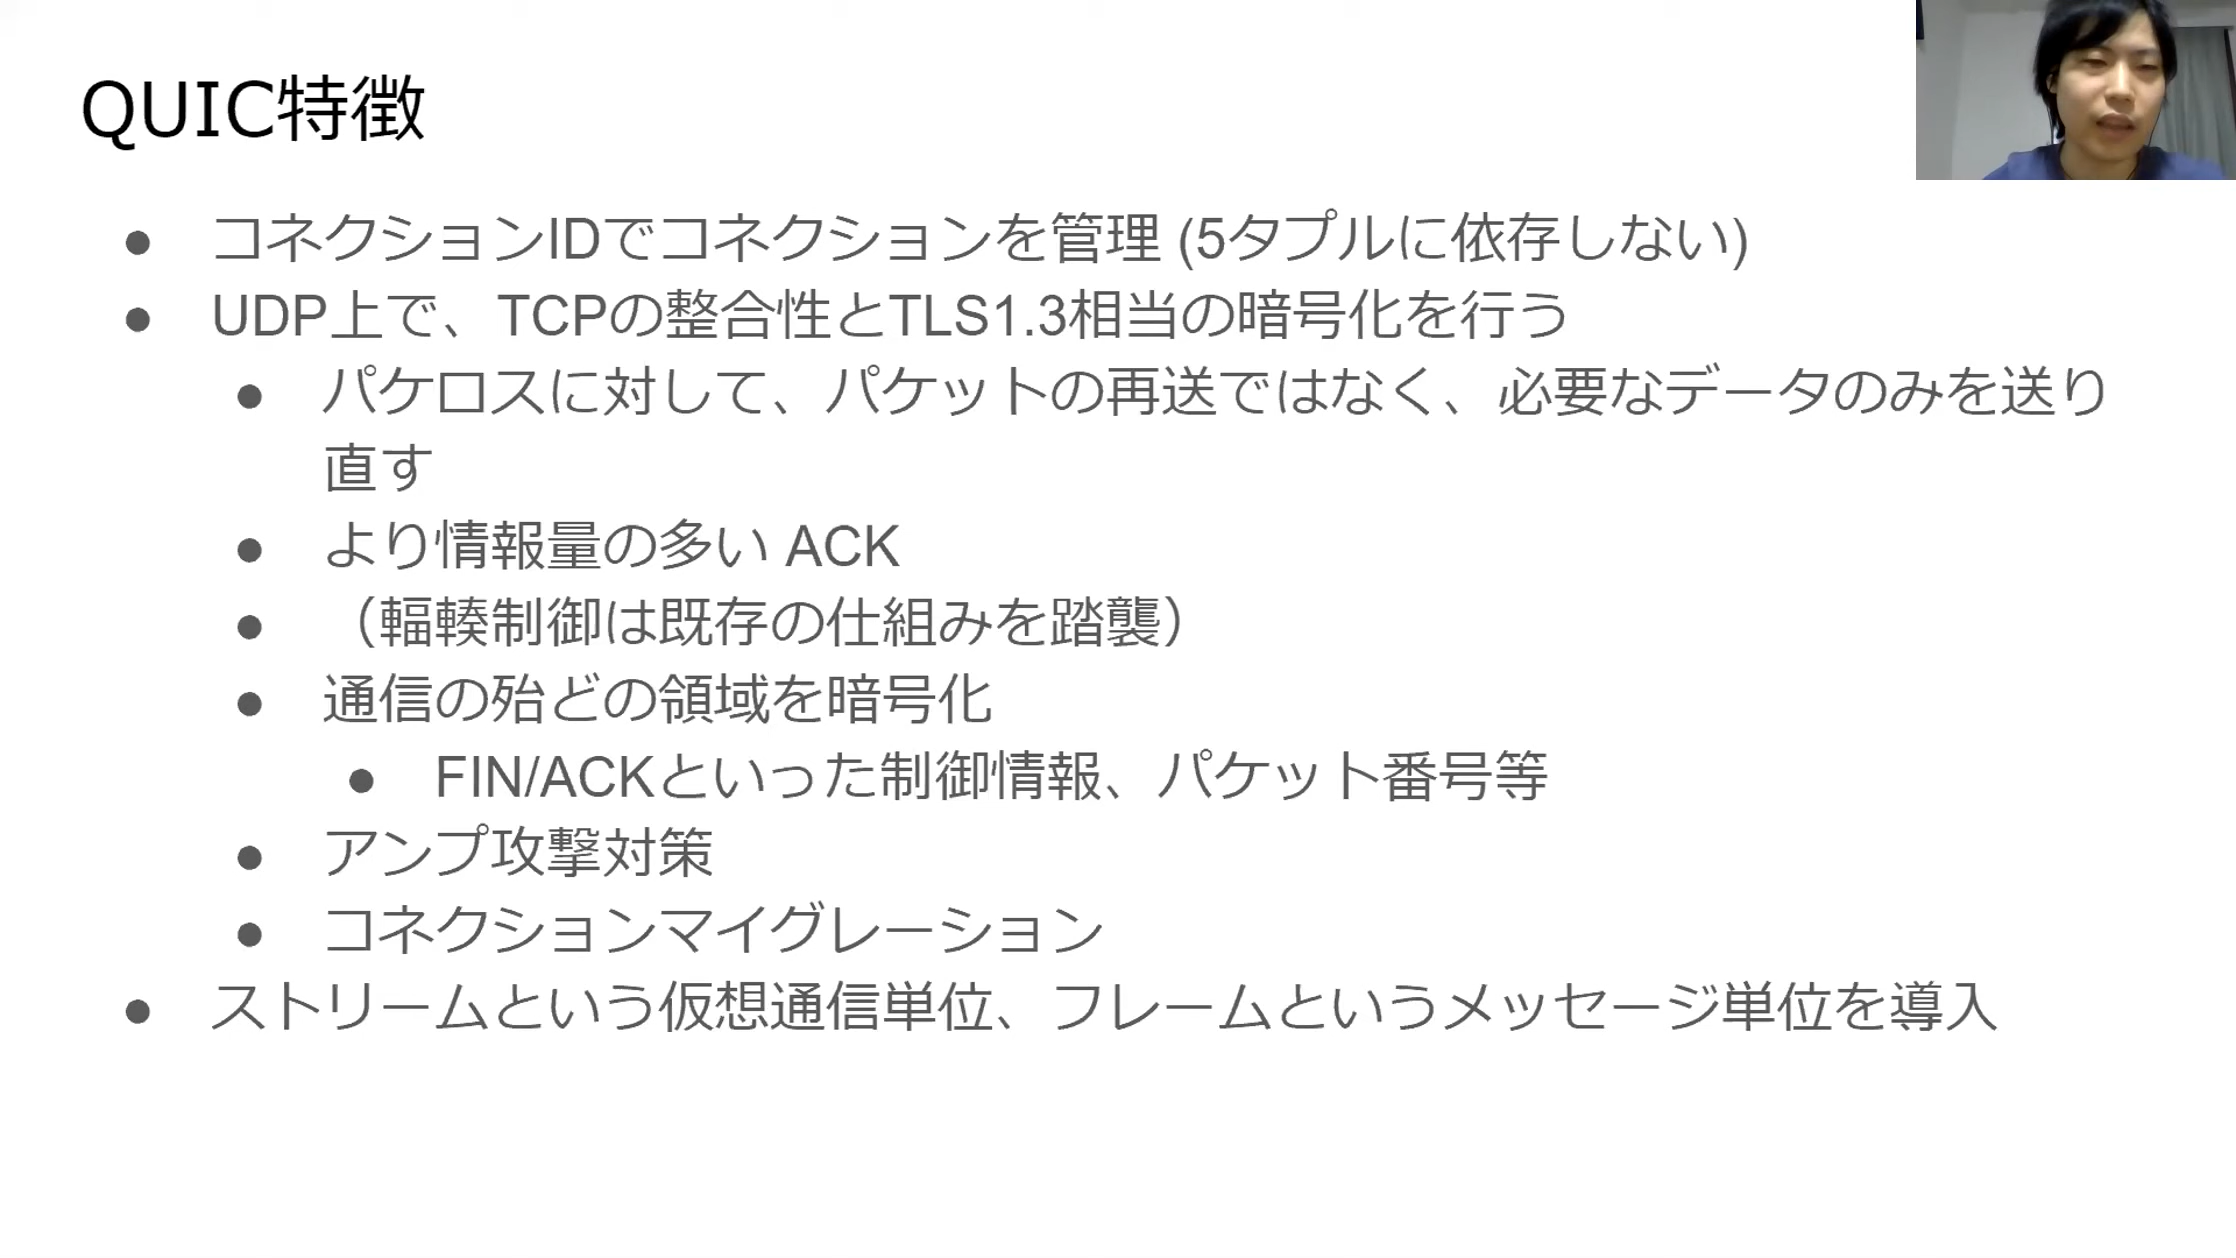 QUIC特徴
● コネクションIDでコネクションを管理 (5タプルに依存しない)
● UDP上で、TCPの整合性とTLS1.3相当の暗号化を行う
● パケロスに対して、パケットの再送ではなく、必要なデータのみを送り
直す
● より情報量の多い ACK
● （輻輳制御は既存の仕組みを踏襲）
● 通信の殆どの領域を暗号化
● FIN/ACKといった制御情報、パケット番号等
● アンプ攻撃対策
● コネクションマイグレーション
● ストリームという仮想通信単位、フレームというメッセージ単位を導入